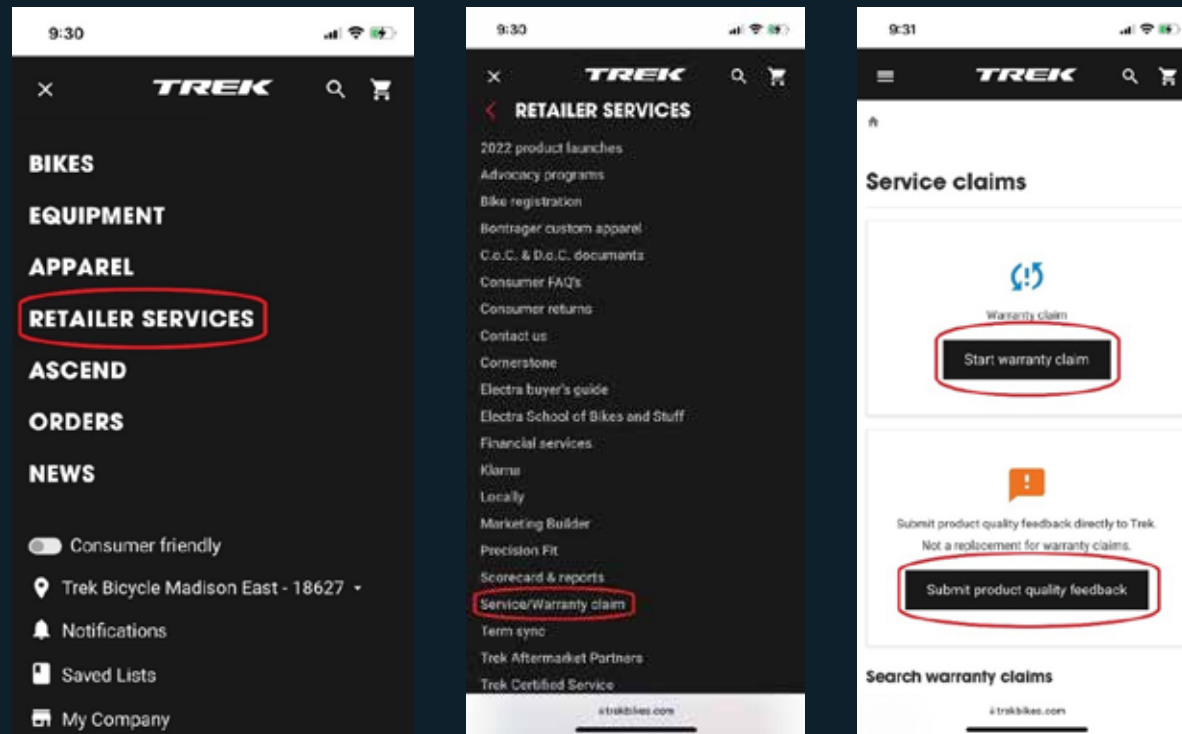 9:30
TREK
BIKES
EQUIPMENT
APPAREL
RETAILER SERVICES
ASCEND
ORDERS
NEWS
Consumer friendly
Trek Bicycle Madison East - 18627
Notifications
Saved Lists
My Company
9:30
TREK
RETAILER SERVICES
2022 product launches
Advocacy programs
Bike registration
Bontrager custom apparel
C.o.C. & D.o.C. documents
Consumer FAQ's
Consumer returns
Contact us
Cornerstone
Electra buyer's guide
Electra School of Bikes and Stuff
Financial services
Klarna
Locally
Marketing Builder
Precision Fit
Scorecard & reports
Service/Warranty claim
Term sync
Trek Aftermarket Partners
Trek Certified Service
trekbikes.com
9:31
TREK
Service claims
Warranty claim
Start warranty claim
Submit product quality feedback directly to Trek.
Not a replacement for warranty claims.
Submit product quality feedback
Search warranty claims
trekbikes.com